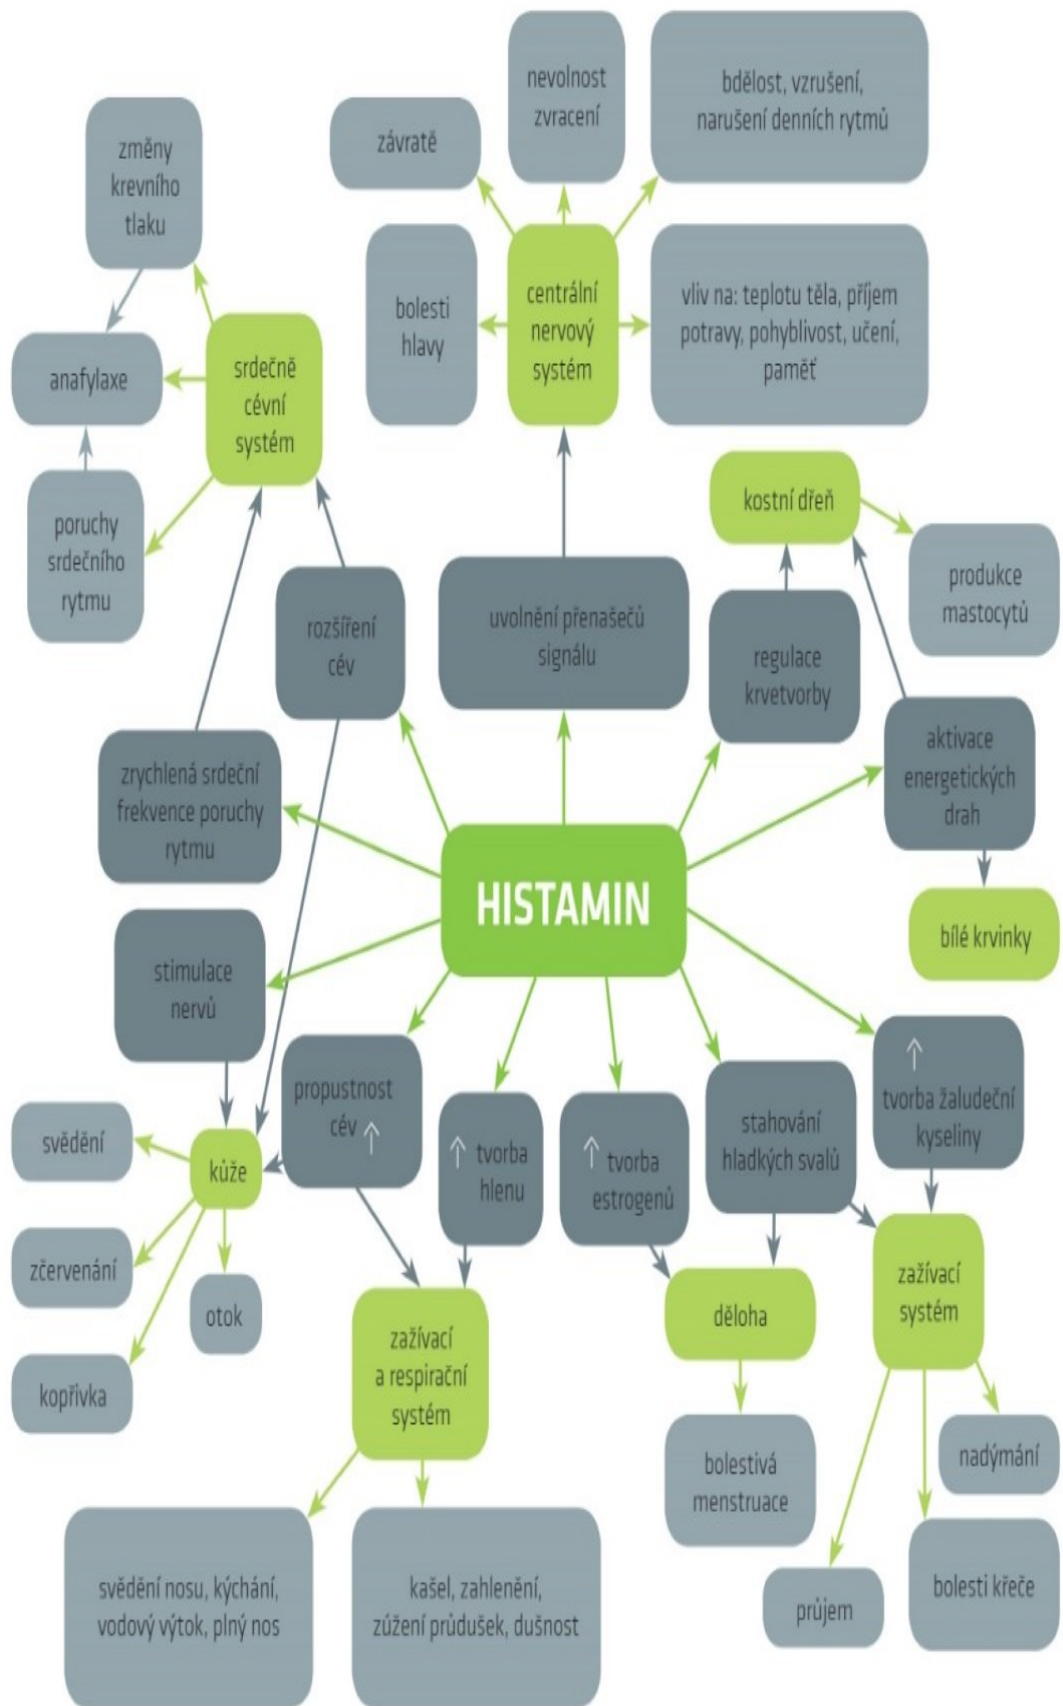 nevolnost
zvracení
bdělost, vzrušení,
narušení denních rytmů
závratě
změny
krevního
tlaku
bolesti
hlavy
centrální
nervový
systém
vliv na: teplotu těla, příjem
potravy, pohyblivost, učení,
paměť
anafylaxe
srdečně
cévní
systém
kostní dřeň
poruchy
srdečního
rytmu
produkce
mastocytů
rozšíření
cév
uvolnění přenašečů
signálu
regulace
krvetvorby
zrychlená srdeční
frekvence poruchy
rytmu
aktivace
energetických
drah
HISTAMIN
bílé krvinky
stimulace
nervů
propustnost
cév ↑
↑ tvorba
hlenu
↑ tvorba
estrogenů
stahování
hladkých svalů
↑
tvorba žaludeční
kyseliny
svědění
kůže
zčervenání
otok
kopřivka
zažívací
a respirační
systém
děloha
zažívací
systém
bolestivá
menstruace
nadýmání
svědění nosu, kýchání,
vodový výtok, plný nos
kašel, zahlenění,
zúžení průdušek, dušnost
průjem
bolesti křeče